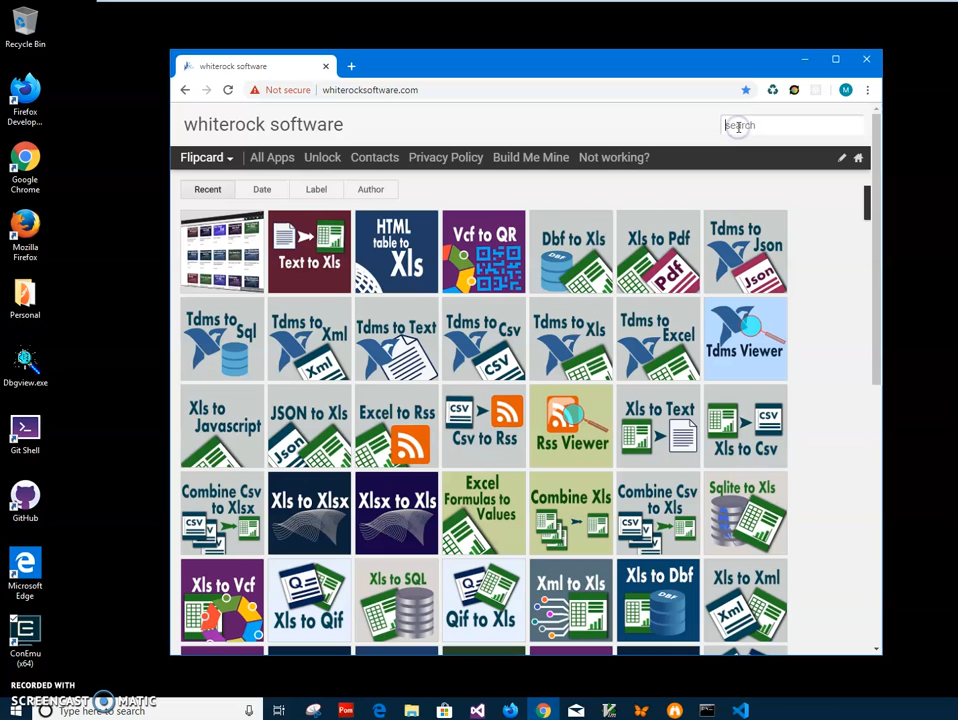 Recycle Bin
Firefox
Develop...
Google
Chrome
Mozilla
Firefox
Personal
Dbgview.exe
Git Shell
GitHub
Microsoft
Edge
ConEmu
(x64)
whiterock software
Not secure
whiterocksoftware.com
M
whiterock software
search
Flipcard
All Apps
Unlock
Contacts
Privacy Policy
Build Me Mine
Not working?
Recent
Date
Label
Author
Text to Xls
HTML
table to
Xls
Vcf to QR
Dbf to Xls
DBF
Xls to Pdf
Pdf
Tdms to
Json
Json
Tdms to
Sql
Tdms to
Xml
Xml
Tdms to Text
Tdms to
Csv
CSV
Tdms to
Xls
Tdms to
Excel
Tdms Viewer
Xls to
Javascript
JSON to Xls
Json
Excel to
Rss
CSV
Csv to Rss
Rss Viewer
Xls to Text
CSV
Xls to Csv
Combine Csv
to Xlsx
CSV
Xls to Xlsx
Xlsx to Xls
Excel
Formulas to
Values
Combine Xls
Combine Csv
to Xls
CSV
Sqlite to Xls
Xls to Vcf
Q
Xls to Qif
Xls to SQL
Q
Qif to Xls
Xml to Xls
Xls to Dbf
DBF
Xls to Xml
Xml
RECORDED WITH
SCREENCAST MATIC
Type here to search
Pom